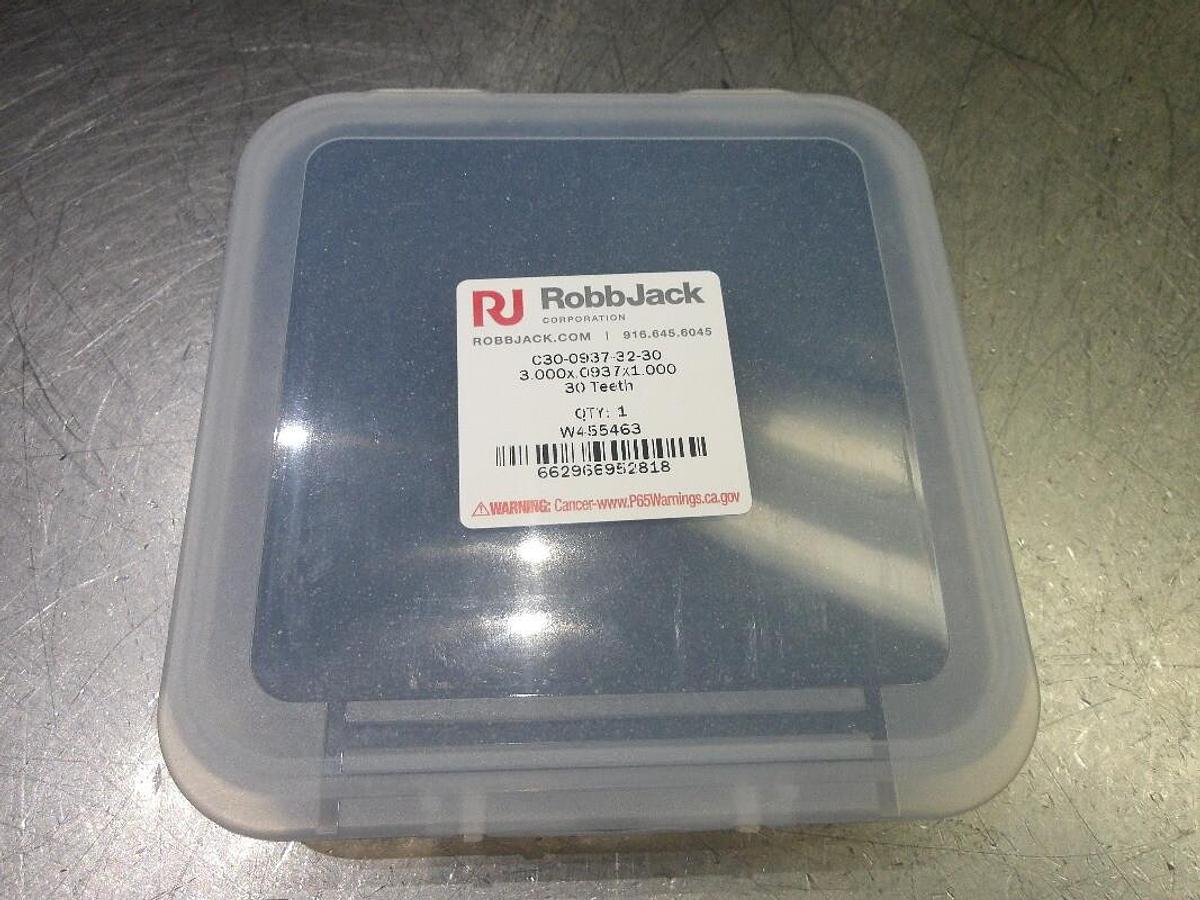 RJ RobbJack
CORPORATION
ROBBJACK.COM | 916.645.6045
C30-0937-32-30
3.000x.0937x1.000
30 Teeth
QTY: 1
W455463
662966952818
WARNING: Cancer-www.P65Warnings.ca.gov